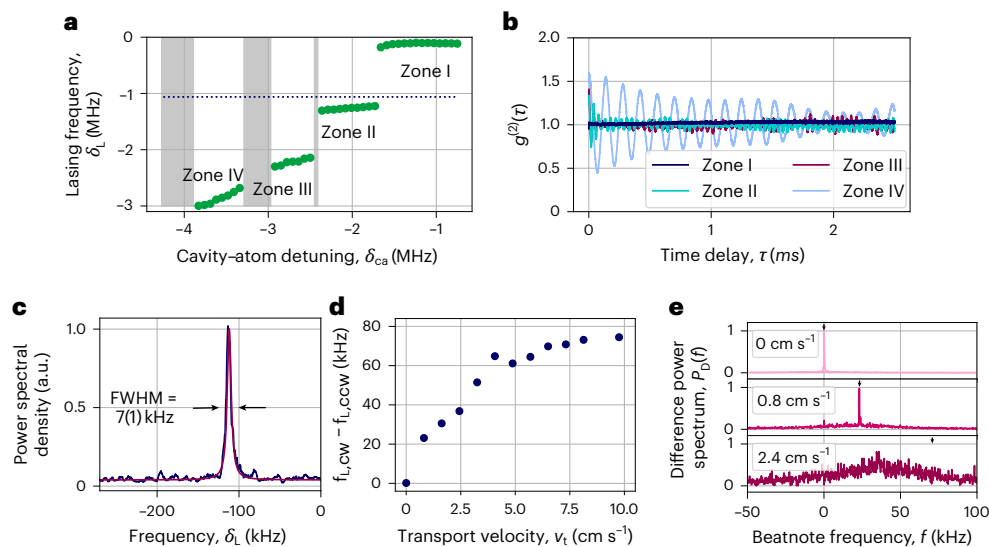 a
Lasing frequency,
δL (MHz)
0
−1
−2
−3
Zone I
Zone II
Zone III
Zone IV
−4
−3
−2
−1
Cavity–atom detuning, δca (MHz)
b
g(2)(τ)
2.0
1.5
1.0
0.5
0
Zone I
Zone III
Zone II
Zone IV
0
1
2
Time delay, τ (ms)
c
Power spectral
density (a.u.)
1.0
0.5
0
FWHM =
7(1) kHz
−200
−100
0
Frequency, δL (kHz)
d
fL,cw − fL,ccw (kHz)
80
60
40
20
0
0
2.5
5.0
7.5
10.0
Transport velocity, vt (cm s−1)
e
Difference power
spectrum, PD(f)
1
0 cm s−1
1
0.8 cm s−1
1
2.4 cm s−1
0
−50
0
50
100
Beatnote frequency, f (kHz)